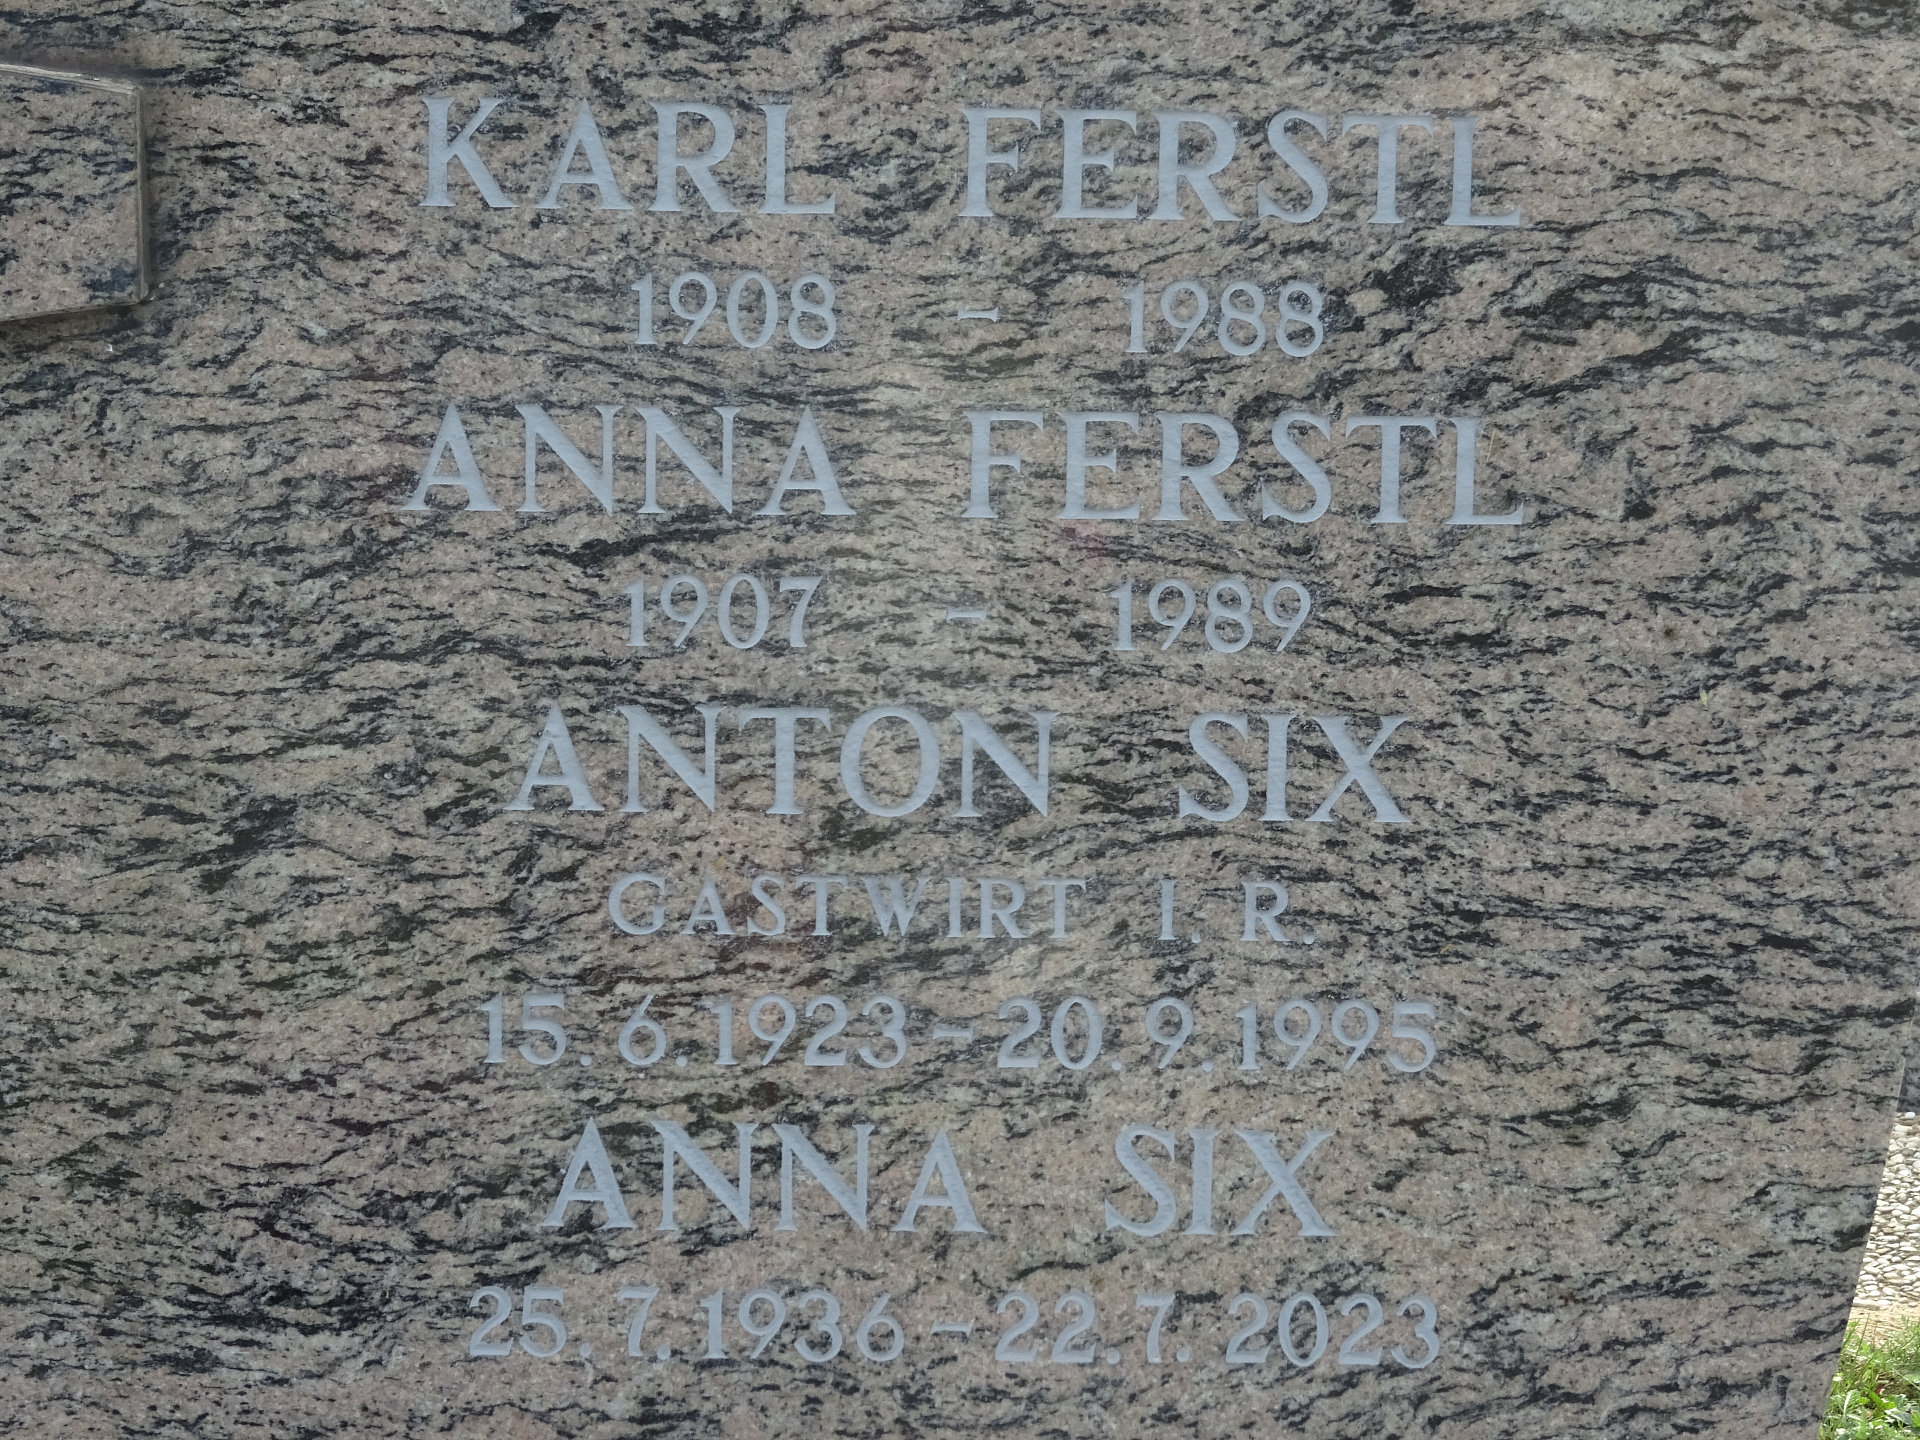 KARL FERSTL
1908 - 1988
ANNA FERSTL
1907 - 1989
ANTON SIX
GASTWIRT I. R.
15. 6. 1923 - 20. 9. 1995
ANNA SIX
25. 7. 1936 - 22. 7. 2023